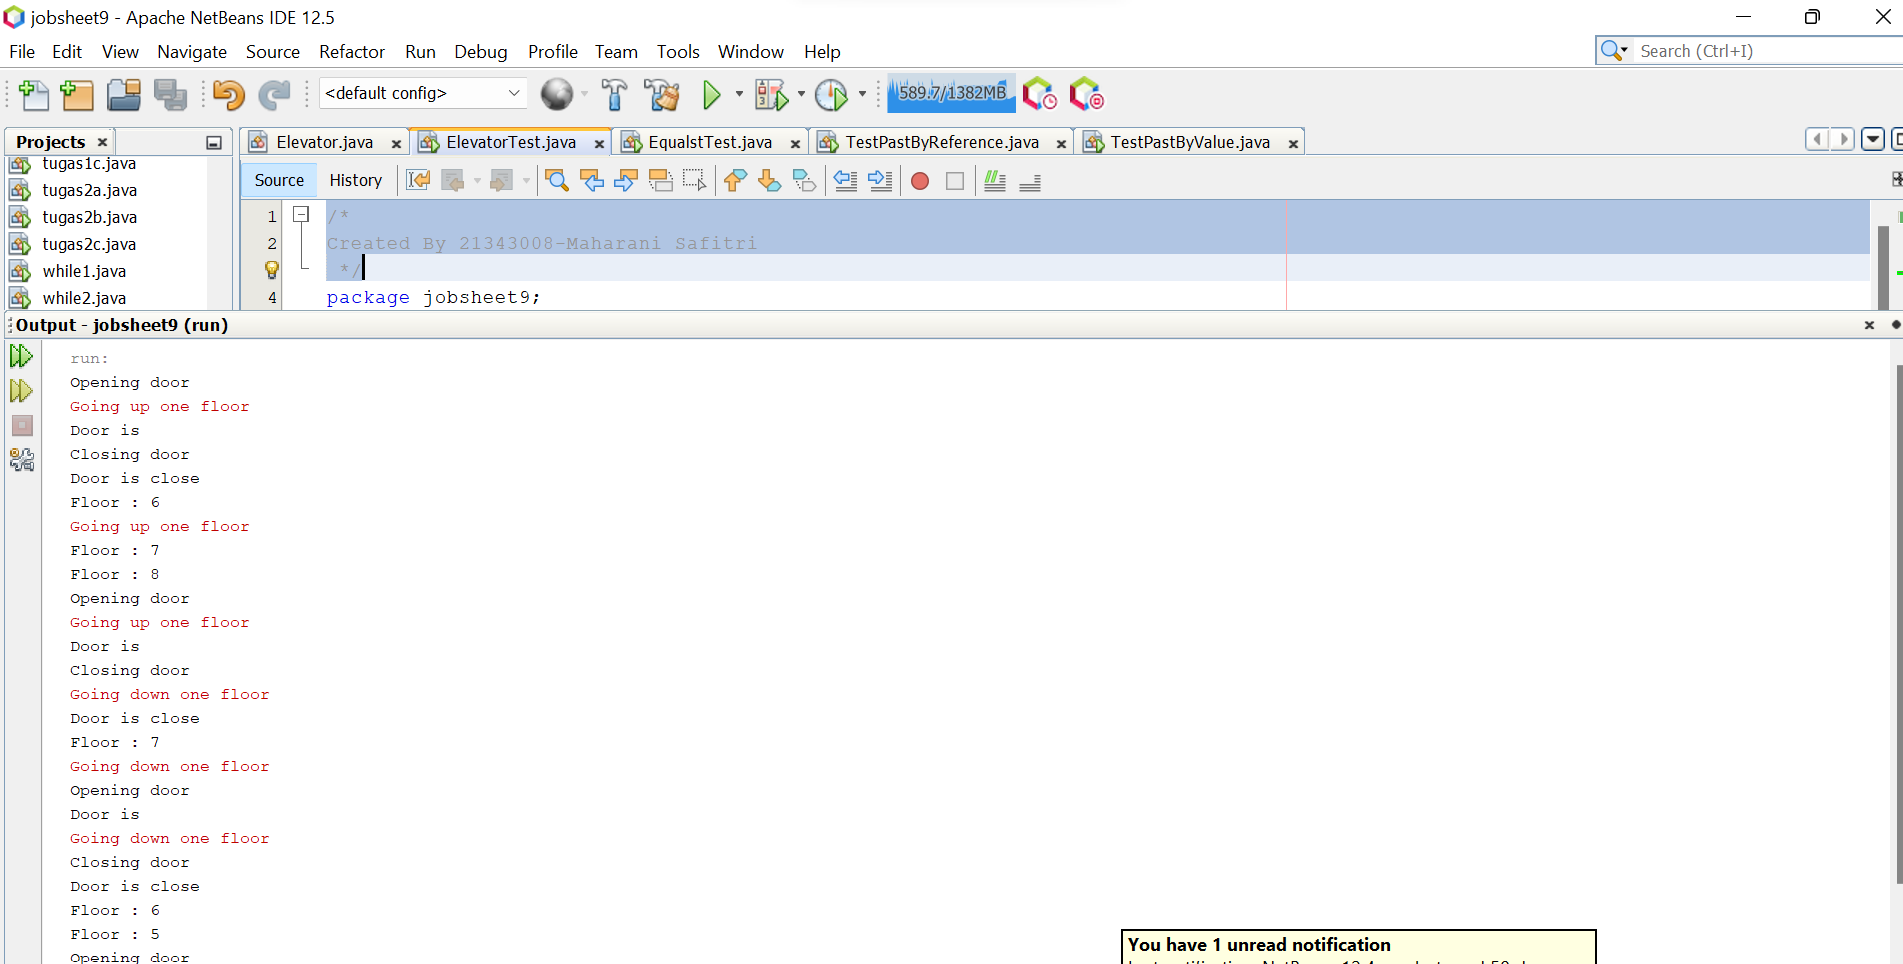 jobsheet9 - Apache NetBeans IDE 12.5
File Edit View Navigate Source Refactor Run Debug Profile Team Tools Window Help
Search (Ctrl+I)
<default config>
589.7/1382MB
Projects
Elevator.java
ElevatorTest.java
EqualstTest.java
TestPastByReference.java
TestPastByValue.java
tugas1c.java
tugas2a.java
tugas2b.java
tugas2c.java
while1.java
while2.java
Source History
1 /*
2 Created By 21343008-Maharani Safitri
*/
4 package jobsheet9;
Output - jobsheet9 (run)
run:
Opening door
Going up one floor
Door is
Closing door
Door is close
Floor : 6
Going up one floor
Floor : 7
Floor : 8
Opening door
Going up one floor
Door is
Closing door
Going down one floor
Door is close
Floor : 7
Going down one floor
Opening door
Door is
Going down one floor
Closing door
Door is close
Floor : 6
Floor : 5
Opening door
You have 1 unread notification